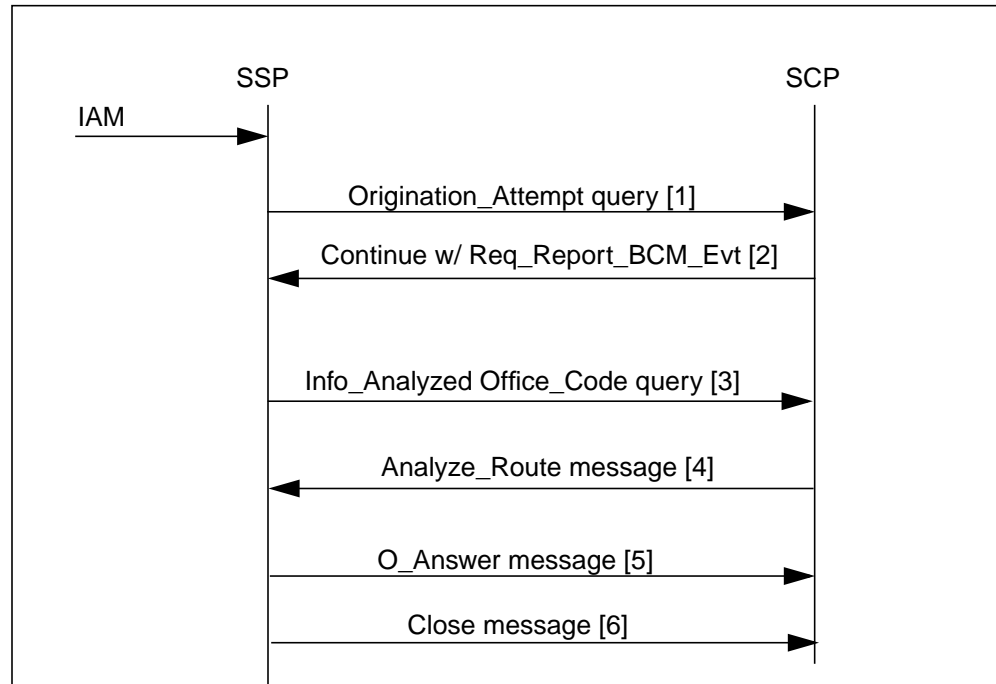 SSP
SCP
IAM
Origination_Attempt query [1]
Continue w/ Req_Report_BCM_Evt [2]
Info_Analyzed Office_Code query [3]
Analyze_Route message [4]
O_Answer message [5]
Close message [6]